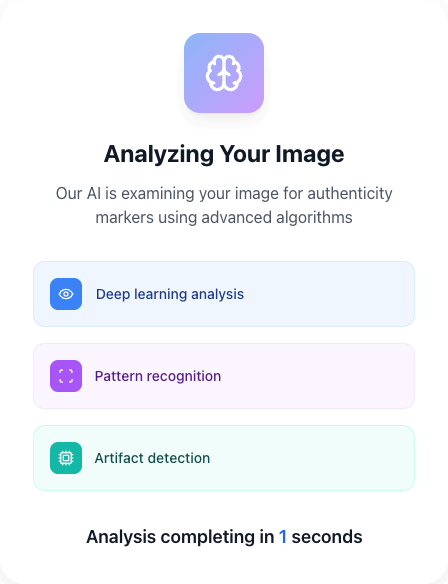 Analyzing Your Image
Our AI is examining your image for authenticity
markers using advanced algorithms
Deep learning analysis
Pattern recognition
Artifact detection
Analysis completing in 1 seconds